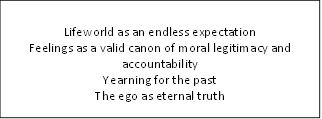 Lifeworld as an endless expectation
Feelings as a valid canon of moral legitimacy and
accountability
Yearning for the past
The ego as eternal truth